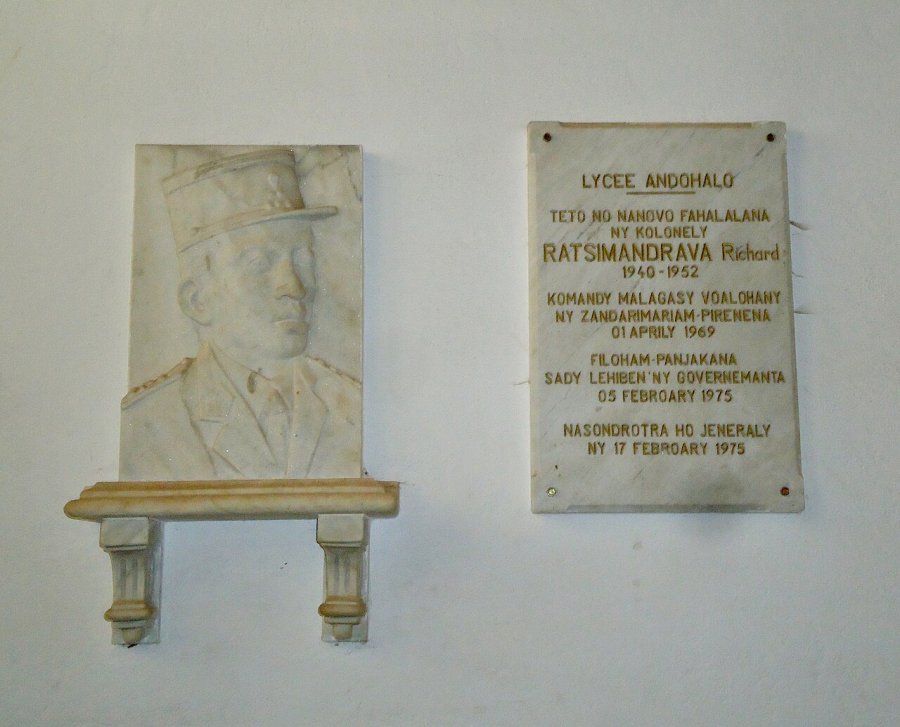 LYCEE ANDOHALO
TETO NO NANOVO FAHALALANA
NY KOLONELY
RATSIMANDRAVA Richard
1940 - 1952
KOMANDY MALAGASY VOALOHANY
NY ZANDARIMARIAM-PIRENENA
01 APRILY 1969
FILOHAM-PANJAKANA
SADY LEHIBEN'NY GOVERNEMANTA
05 FEBROARY 1975
NASONDROTRA HO JENERALY
NY 17 FEBROARY 1975